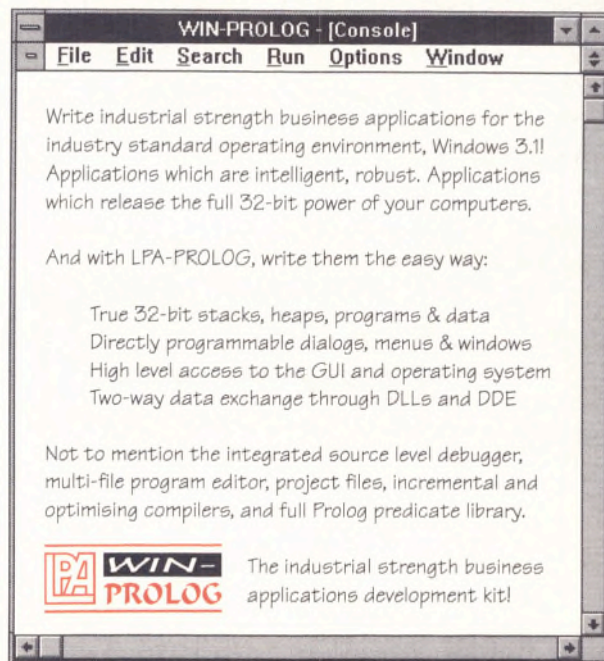 WIN-PROLOG - [Console]
File Edit Search Run Options Window
Write industrial strength business applications for the
industry standard operating environment, Windows 3.1!
Applications which are intelligent, robust. Applications
which release the full 32-bit power of your computers.
And with LPA-PROLOG, write them the easy way:
True 32-bit stacks, heaps, programs & data
Directly programmable dialogs, menus & windows
High level access to the GUI and operating system
Two-way data exchange through DLLs and DDE
Not to mention the integrated source level debugger,
multi-file program editor, project files, incremental and
optimising compilers, and full Prolog predicate library.
LPA WIN-
PROLOG
The industrial strength business
applications development kit!